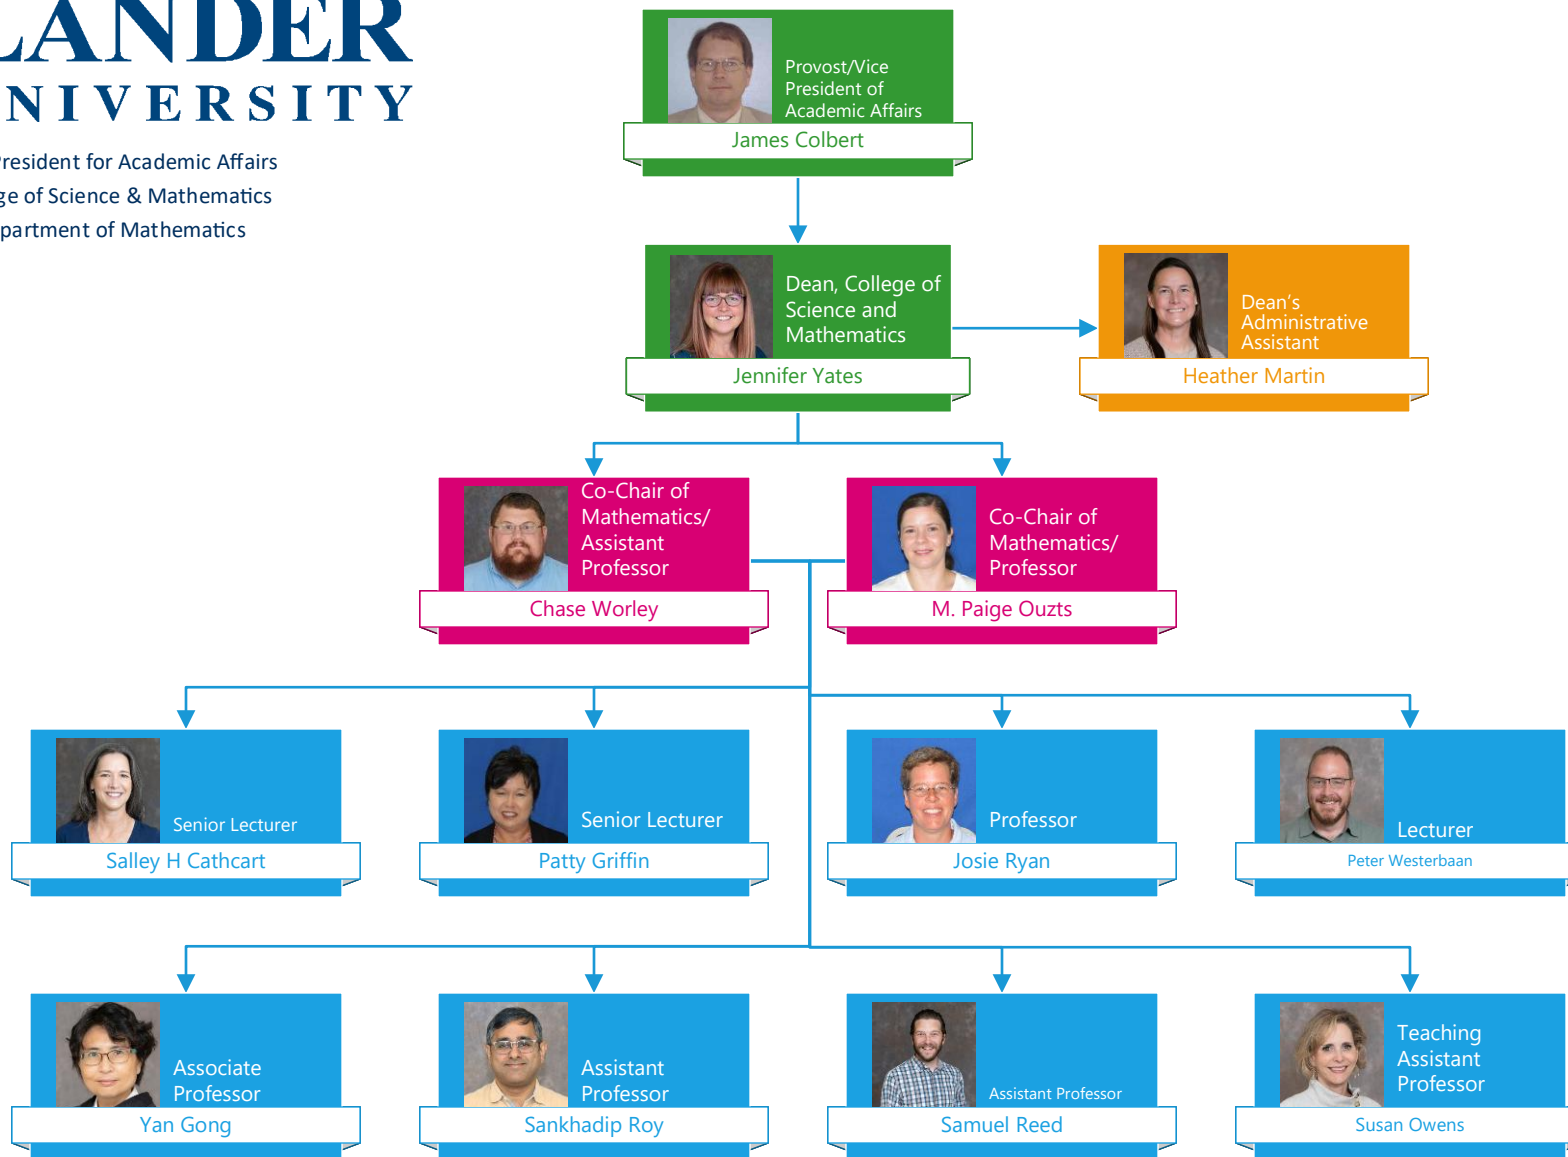 LANDER
NIVERSITY
resident for Academic Affairs
ge of Science & Mathematics
partment of Mathematics
Provost/Vice
President of
Academic Affairs
James Colbert
Dean, College of
Science and
Mathematics
Jennifer Yates
Dean's
Administrative
Assistant
Heather Martin
Co-Chair of
Mathematics/
Assistant
Professor
Chase Worley
Co-Chair of
Mathematics/
Professor
M. Paige Ouzts
Senior Lecturer
Salley H Cathcart
Senior Lecturer
Patty Griffin
Professor
Josie Ryan
Lecturer
Peter Westerbaan
Associate
Professor
Yan Gong
Assistant
Professor
Sankhadip Roy
Assistant Professor
Samuel Reed
Teaching
Assistant
Professor
Susan Owens